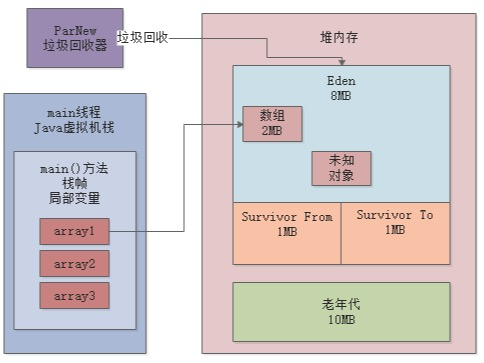 ParNew
垃圾回收器
垃圾回收
堆内存
Eden
8MB
数组
2MB
未知
对象
Survivor From
1MB
Survivor To
1MB
老年代
10MB
main线程
Java虚拟机栈
main()方法
栈帧
局部变量
array1
array2
array3